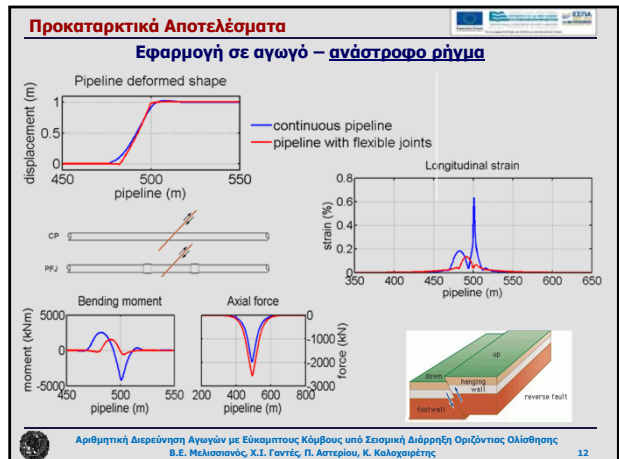 Προκαταρκτικά Αποτελέσματα
ΕΣΠΑ
Εφαρμογή σε αγωγό – ανάστροφο ρήγμα
Pipeline deformed shape
displacement (m)
1
0.5
0
450 500 550
pipeline (m)
continuous pipeline
pipeline with flexible joints
Longitudinal strain
strain (%)
0.8
0.6
0.4
0.2
0
350 400 450 500 550 600 650
pipeline (m)
CP
PFJ
Bending moment
moment (kNm)
5000
0
-5000
450 500 550
pipeline (m)
Axial force
0
-1000
-2000
-3000
force (kN)
200 400 600 800
pipeline (m)
up
down
hanging
wall
footwall
reverse fault
Αριθμητική Διερεύνηση Αγωγών με Εύκαμπτους Κόμβους υπό Σεισμική Διάρρηξη Οριζόντιας Ολίσθησης
Β.Ε. Μελισσιανός, Χ.Ι. Γαντές, Π. Αστερίου, Κ. Καλοχαιρέτης
12